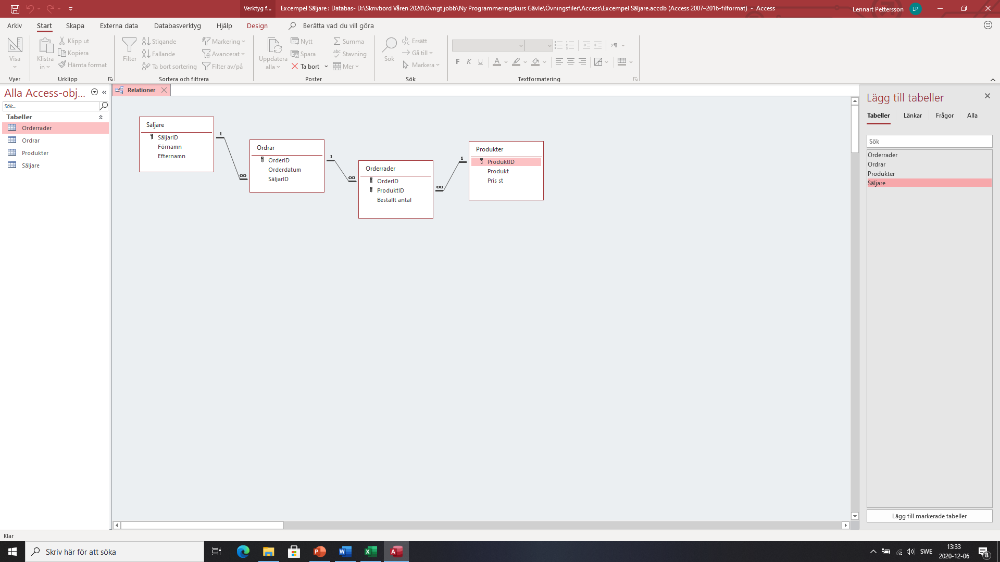 Verktyg f...
Excempel Säljare : Databas- D:\Skrivbord Våren 2020\Övrigt jobb\Ny Programmeringskurs Gävle\Övningsfiler\Access\Excempel Säljare.accdb (Access 2007–2016-filformat) - Access
Lennart Pettersson
LP
Arkiv Start Skapa Externa data Databasverktyg Hjälp Design Berätta vad du vill göra
Visa
Vyer
Klistra in
Klipp ut
Kopiera
Hämta format
Urklipp
Filter
Stigande
Fallande
Ta bort sortering
Markering
Avancerat
Filter av/på
Sortera och filtrera
Uppdatera alla
Nytt
Spara
Ta bort
Summa
Stavning
Mer
Poster
Sök
Ersätt
Gå till
Markera
Sök
F K U
Textformatering
Alla Access-obj...
Sök...
Tabeller
Orderrader
Ordrar
Produkter
Säljare
Relationer
Säljare
SäljarID
Förnamn
Efternamn
1
∞
Ordrar
OrderID
Orderdatum
SäljarID
1
∞
Orderrader
OrderID
ProduktID
Beställt antal
∞
1
Produkter
ProduktID
Produkt
Pris st
Lägg till tabeller
Tabeller Länkar Frågor Alla
Sök
Orderrader
Ordrar
Produkter
Säljare
Lägg till markerade tabeller
Klar
Skriv här för att söka
SWE
13:33
2020-12-06
8